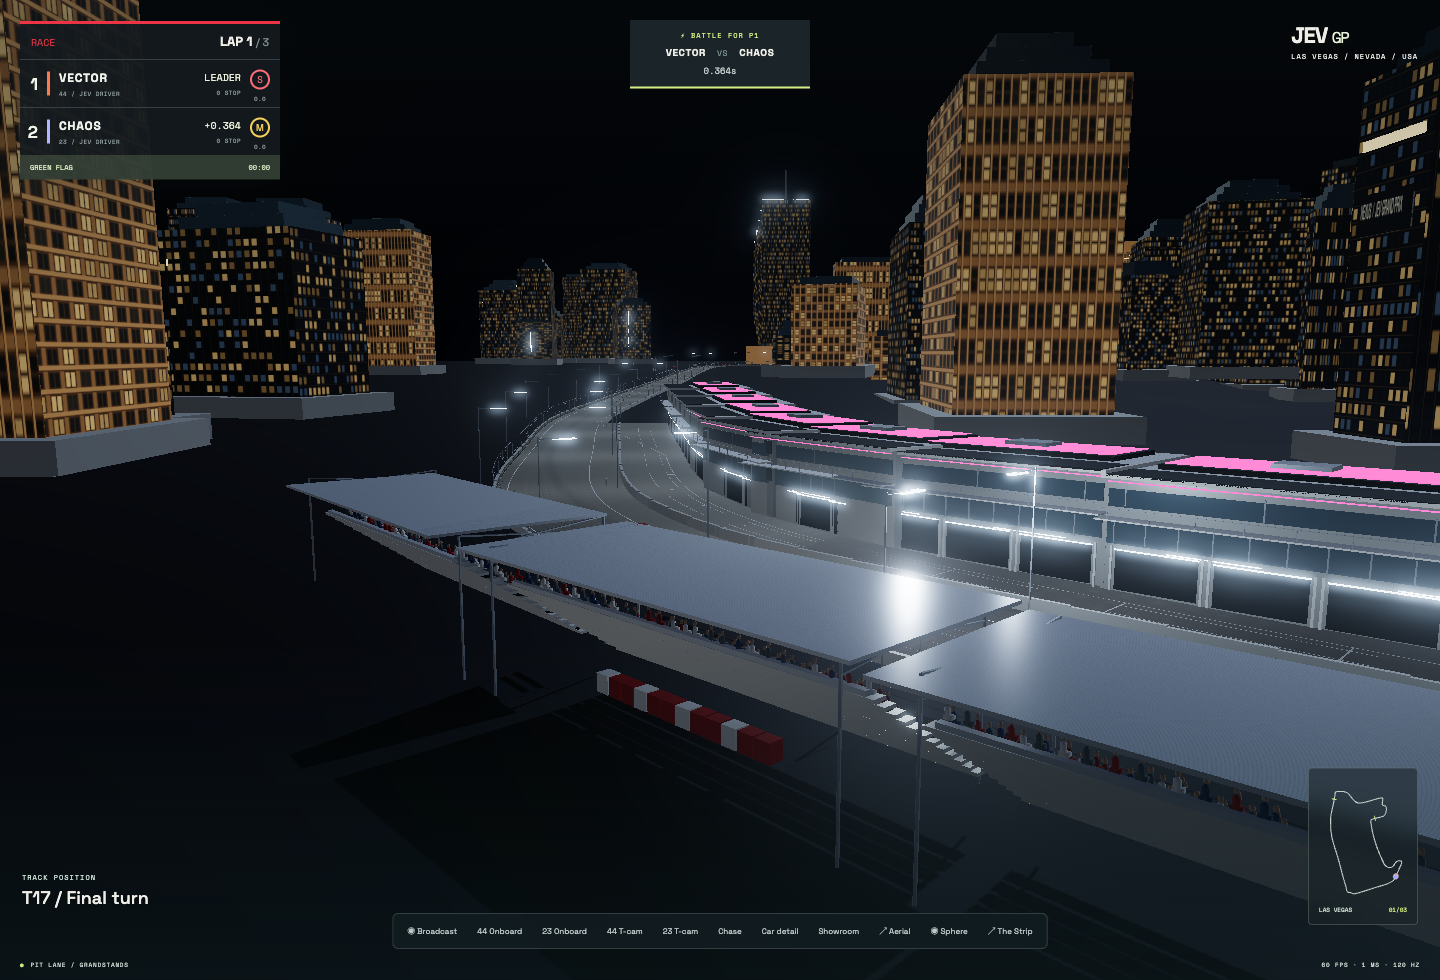 RACE
LAP 1 / 3
1 VECTOR LEADER S
44 / JEV DRIVER 0 STOP 0.0
2 CHAOS +0.364 M
23 / JEV DRIVER 0 STOP 0.0
GREEN FLAG 00:00
⚡ BATTLE FOR P1
VECTOR VS CHAOS
0.364s
JEV GP
LAS VEGAS / NEVADA / USA
TRACK POSITION
T17 / Final turn
PIT LANE / GRANDSTANDS
◉ Broadcast 44 Onboard 23 Onboard 44 T-cam 23 T-cam Chase Car detail Showroom ↗ Aerial ◉ Sphere ↗ The Strip
LAS VEGAS 01/03
60 FPS · 1 MS · 120 HZ